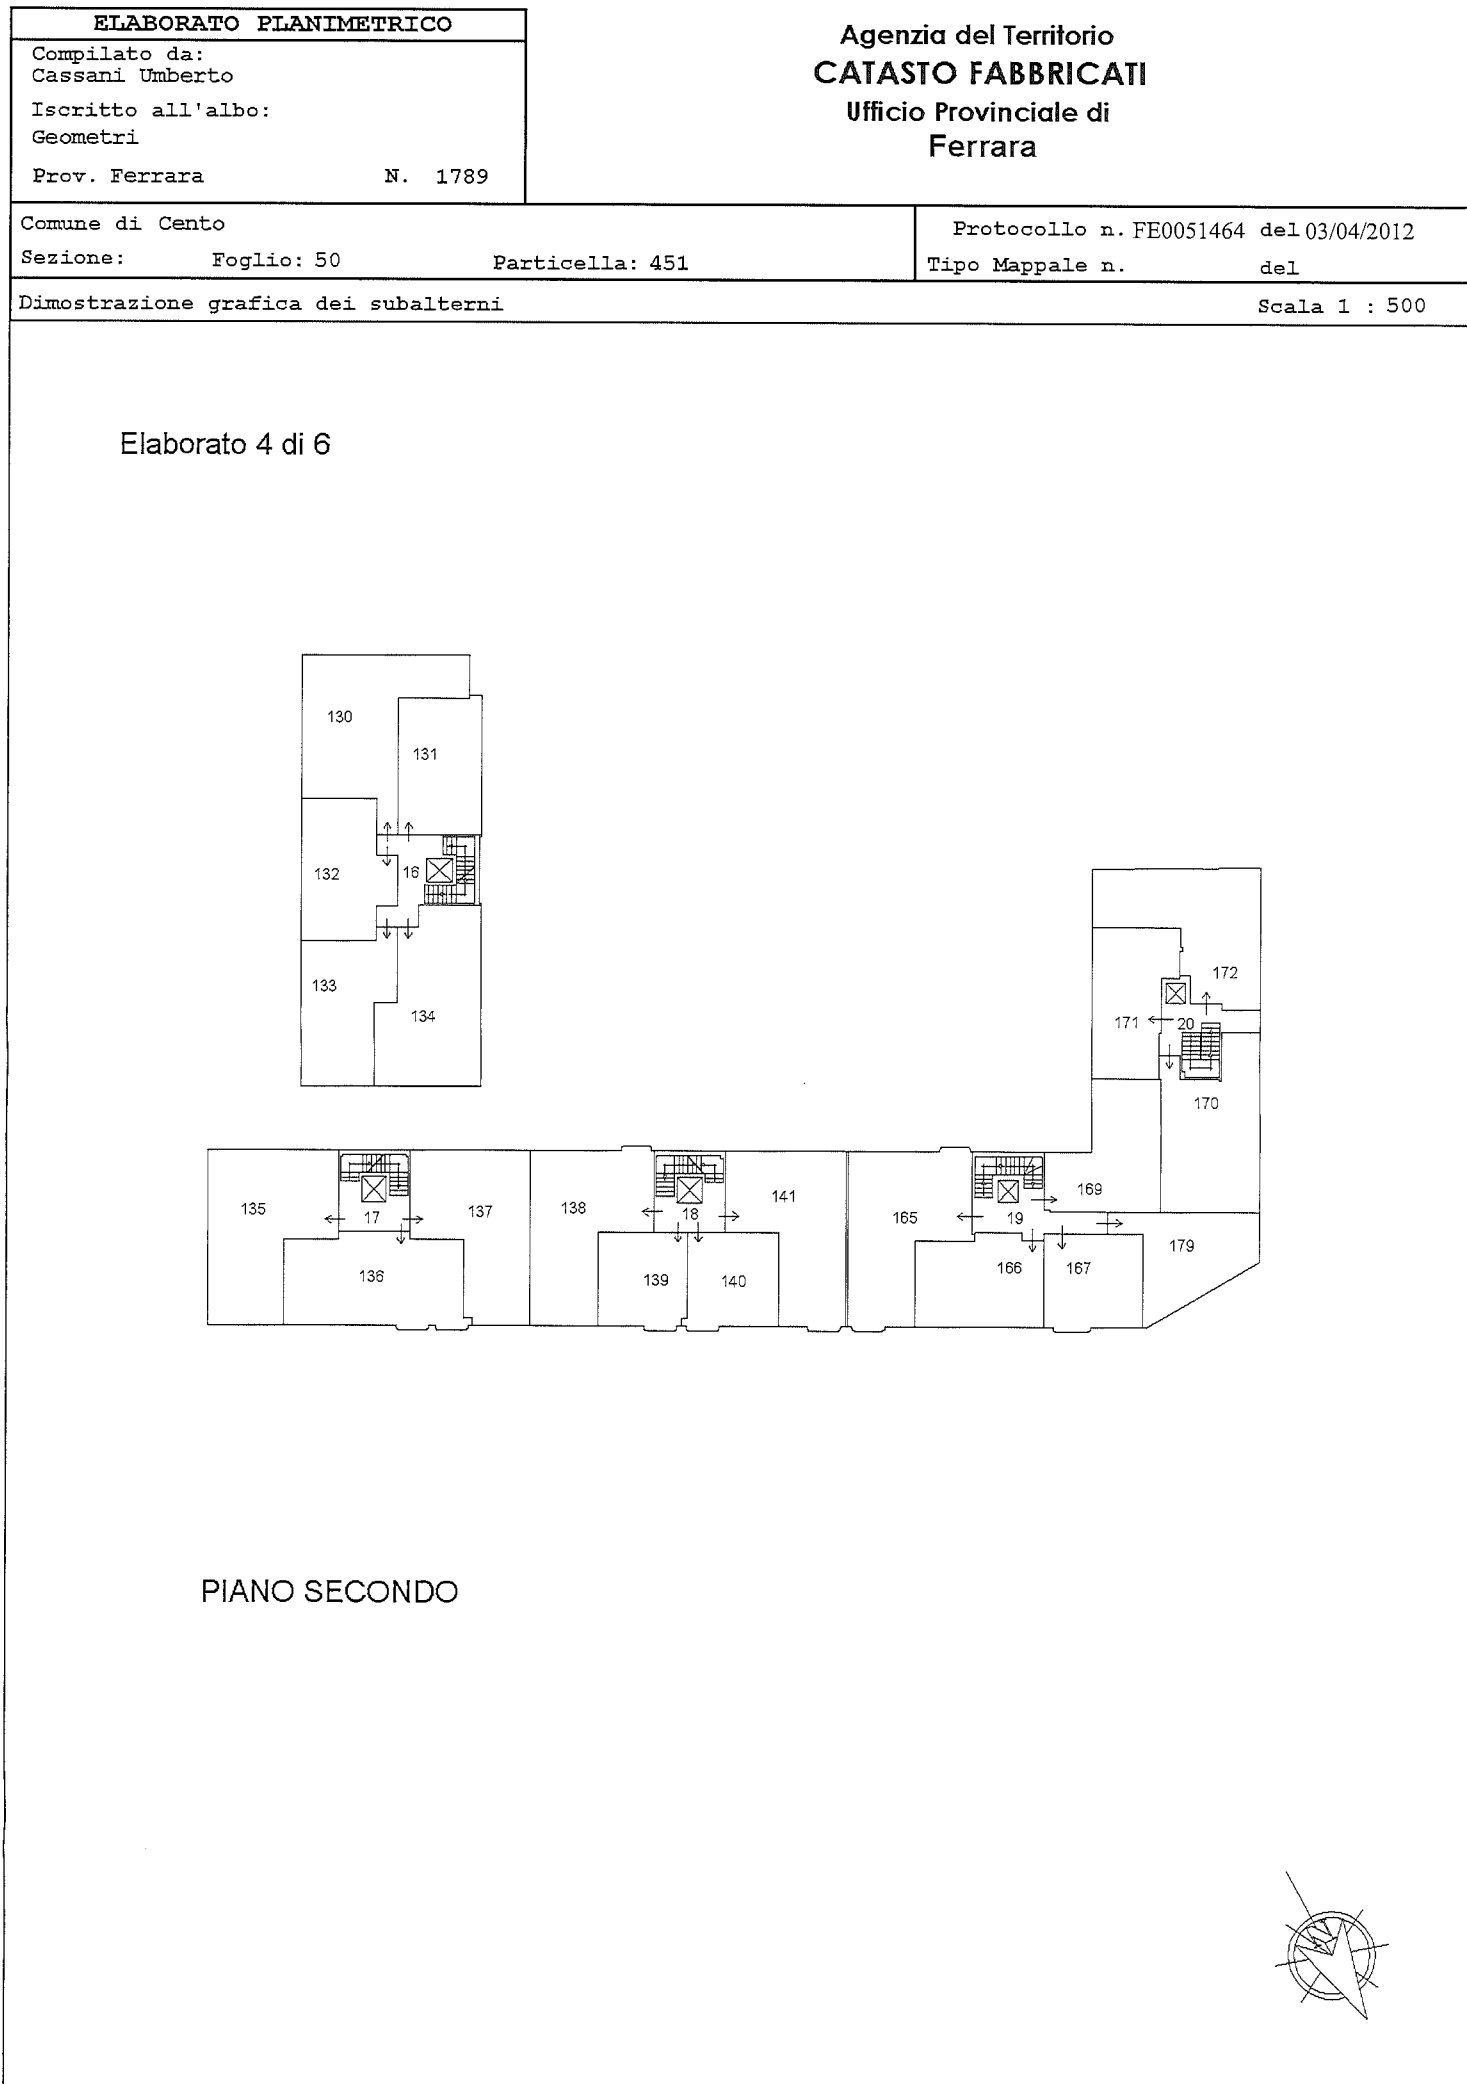 ELABORATO PLANIMETRICO
Compilato da:
Cassani Umberto
Iscritto all'albo:
Geometri
Prov. Ferrara N. 1789
Agenzia del Territorio
CATASTO FABBRICATI
Ufficio Provinciale di
Ferrara
Comune di Cento
Sezione: Foglio: 50 Particella: 451
Protocollo n. FE0051464 del 03/04/2012
Tipo Mappale n. del
Dimostrazione grafica dei subalterni Scala 1 : 500
Elaborato 4 di 6
130
131
132
16
133
134
172
171
20
170
135
17
137
136
138
18
141
139
140
165
19
169
166
167
179
PIANO SECONDO